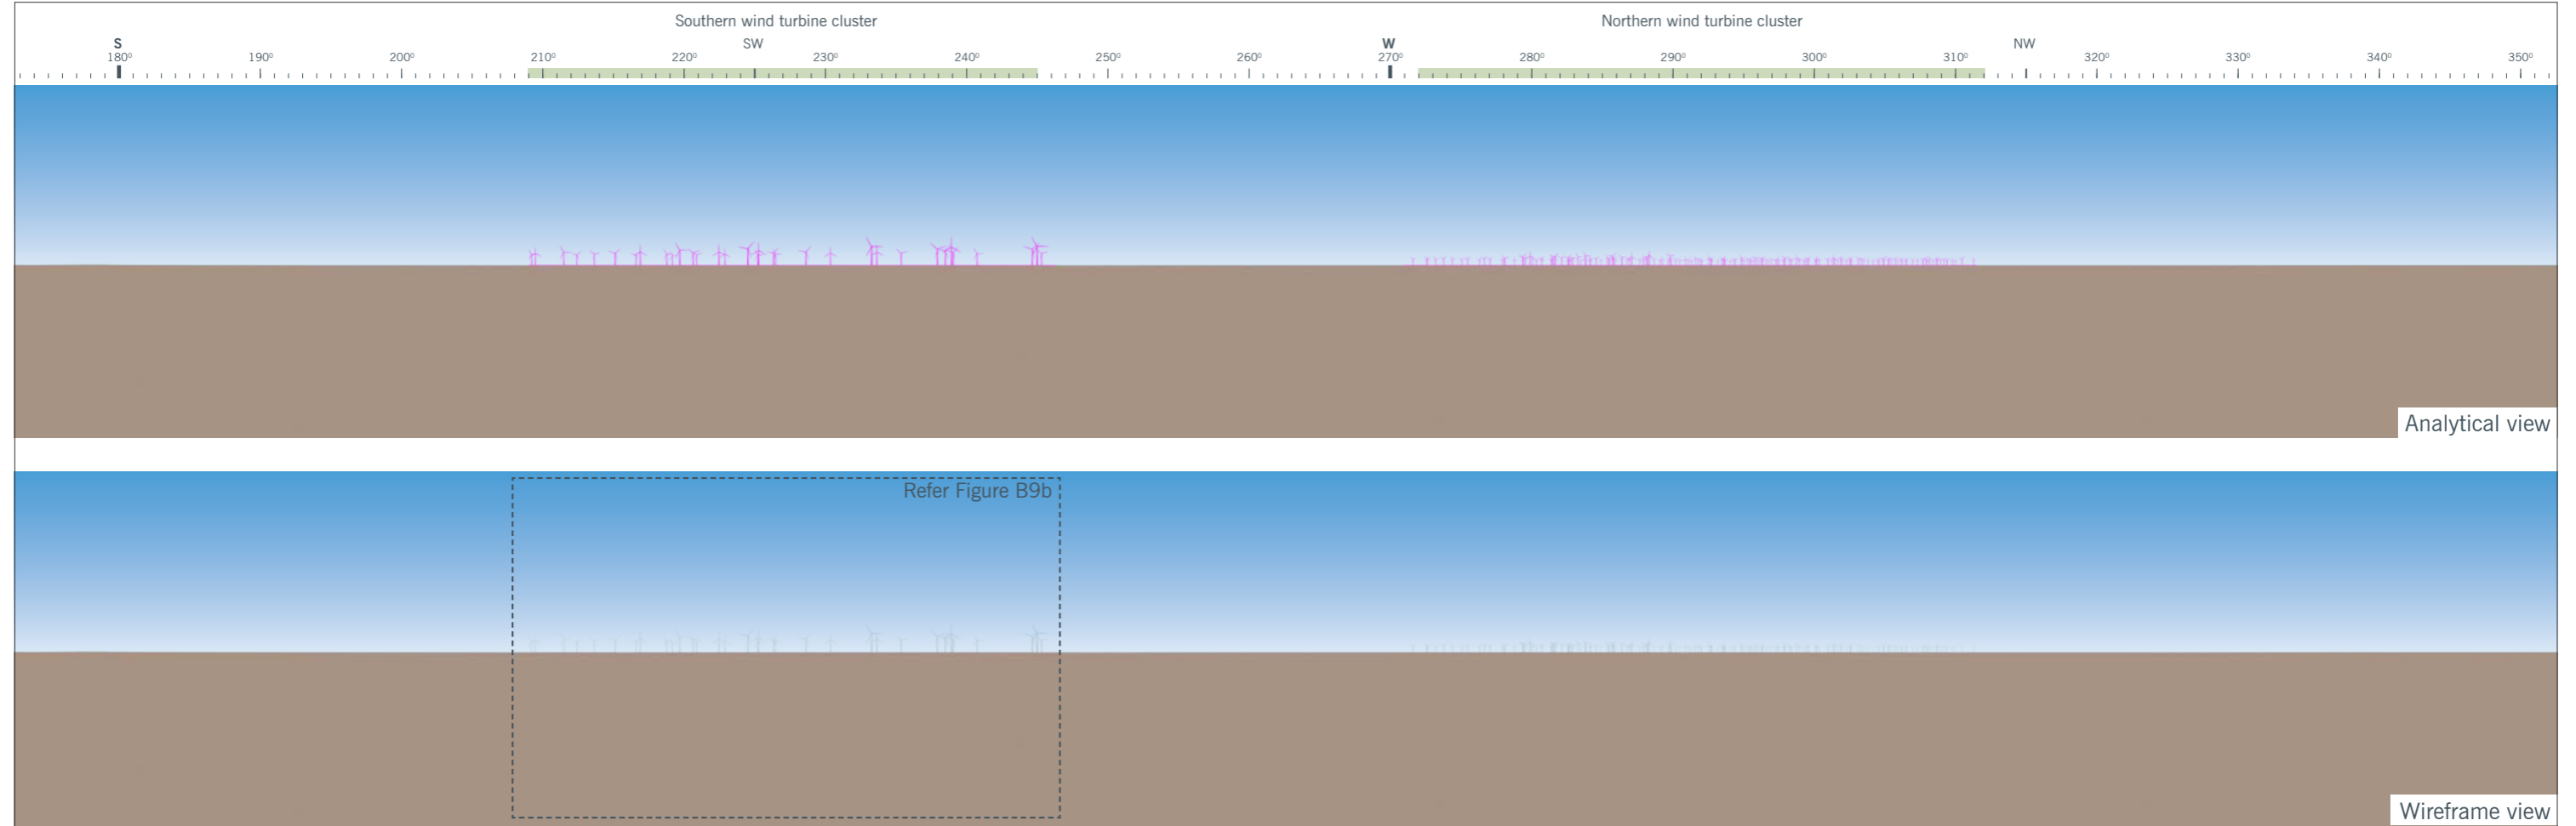 Southern wind turbine cluster Northern wind turbine cluster
S SW W NW
180° 190° 200° 210° 220° 230° 240° 250° 260° 270° 280° 290° 300° 310° 320° 330° 340° 350°
Analytical view
Refer Figure B9b
Wireframe view